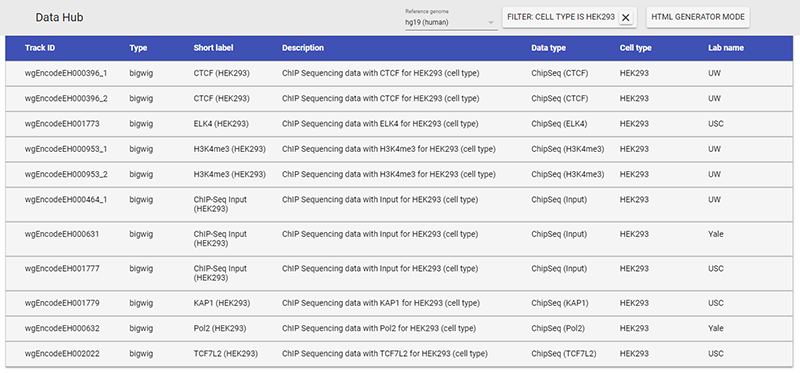 Data Hub
Reference genome
hg19 (human)
FILTER: CELL TYPE IS HEK293 ✕
HTML GENERATOR MODE
Track ID Type Short label Description Data type Cell type Lab name
wgEncodeEH000396_1 bigwig CTCF (HEK293) ChIP Sequencing data with CTCF for HEK293 (cell type) ChipSeq (CTCF) HEK293 UW
wgEncodeEH000396_2 bigwig CTCF (HEK293) ChIP Sequencing data with CTCF for HEK293 (cell type) ChipSeq (CTCF) HEK293 UW
wgEncodeEH001773 bigwig ELK4 (HEK293) ChIP Sequencing data with ELK4 for HEK293 (cell type) ChipSeq (ELK4) HEK293 USC
wgEncodeEH000953_1 bigwig H3K4me3 (HEK293) ChIP Sequencing data with H3K4me3 for HEK293 (cell type) ChipSeq (H3K4me3) HEK293 UW
wgEncodeEH000953_2 bigwig H3K4me3 (HEK293) ChIP Sequencing data with H3K4me3 for HEK293 (cell type) ChipSeq (H3K4me3) HEK293 UW
wgEncodeEH000464_1 bigwig ChIP-Seq Input ChIP Sequencing data with Input for HEK293 (cell type) ChipSeq (Input) HEK293 UW
(HEK293)
wgEncodeEH000631 bigwig ChIP-Seq Input ChIP Sequencing data with Input for HEK293 (cell type) ChipSeq (Input) HEK293 Yale
(HEK293)
wgEncodeEH001777 bigwig ChIP-Seq Input ChIP Sequencing data with Input for HEK293 (cell type) ChipSeq (Input) HEK293 USC
(HEK293)
wgEncodeEH001779 bigwig KAP1 (HEK293) ChIP Sequencing data with KAP1 for HEK293 (cell type) ChipSeq (KAP1) HEK293 USC
wgEncodeEH000632 bigwig Pol2 (HEK293) ChIP Sequencing data with Pol2 for HEK293 (cell type) ChipSeq (Pol2) HEK293 Yale
wgEncodeEH002022 bigwig TCF7L2 (HEK293) ChIP Sequencing data with TCF7L2 for HEK293 (cell type) ChipSeq (TCF7L2) HEK293 USC